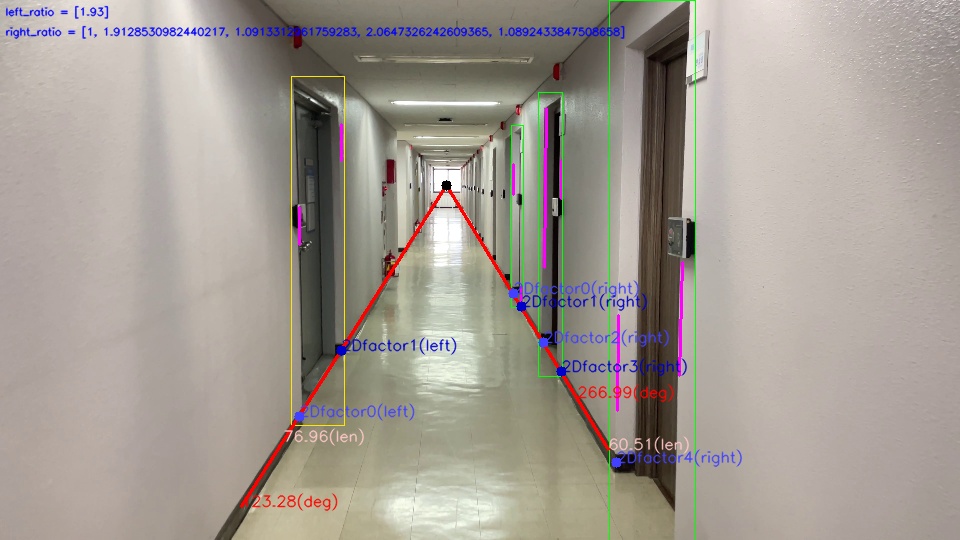 left_ratio = [1.93]
right_ratio = [1, 1.9128530982440217, 1.0913312261759283, 2.0647326242609365, 1.0892433847508658]
2Dfactor0(right)
2Dfactor1(right)
2Dfactor2(right)
2Dfactor1(left)
2Dfactor3(right)
266.99(deg)
2Dfactor0(left)
76.96(len)
60.51(len)
2Dfactor4(right)
23.28(deg)